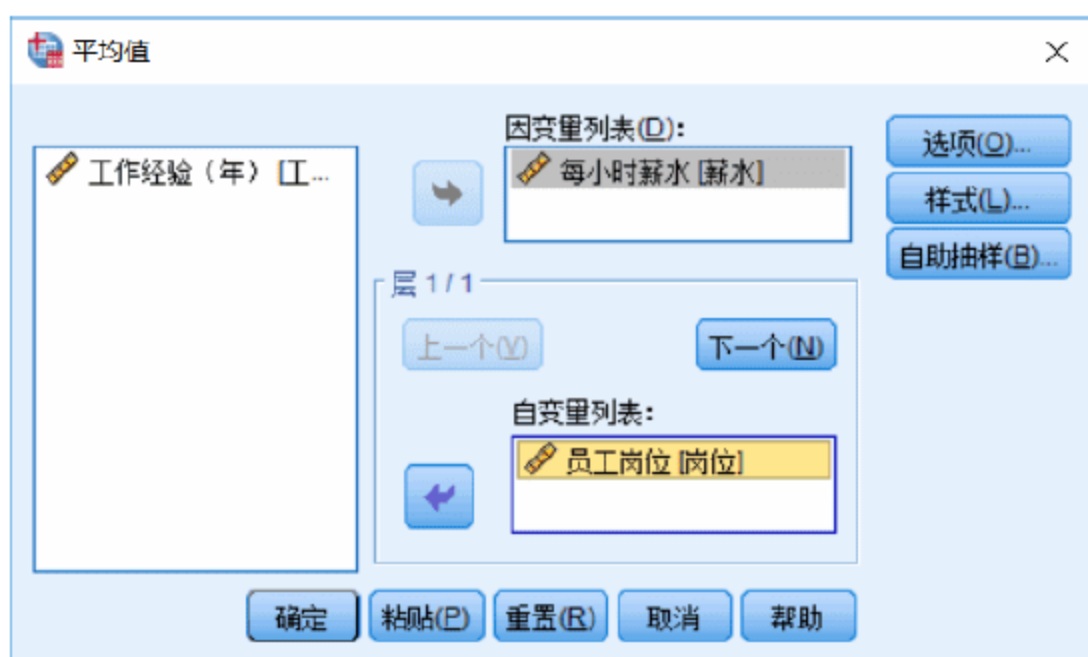 平均值
因变量列表(D):
工作经验（年） [工...
每小时薪水 [薪水]
选项(O)...
样式(L)...
自助抽样(B)...
层 1 / 1
上一个(V)
下一个(N)
自变量列表:
员工岗位 [岗位]
确定
粘贴(P)
重置(R)
取消
帮助